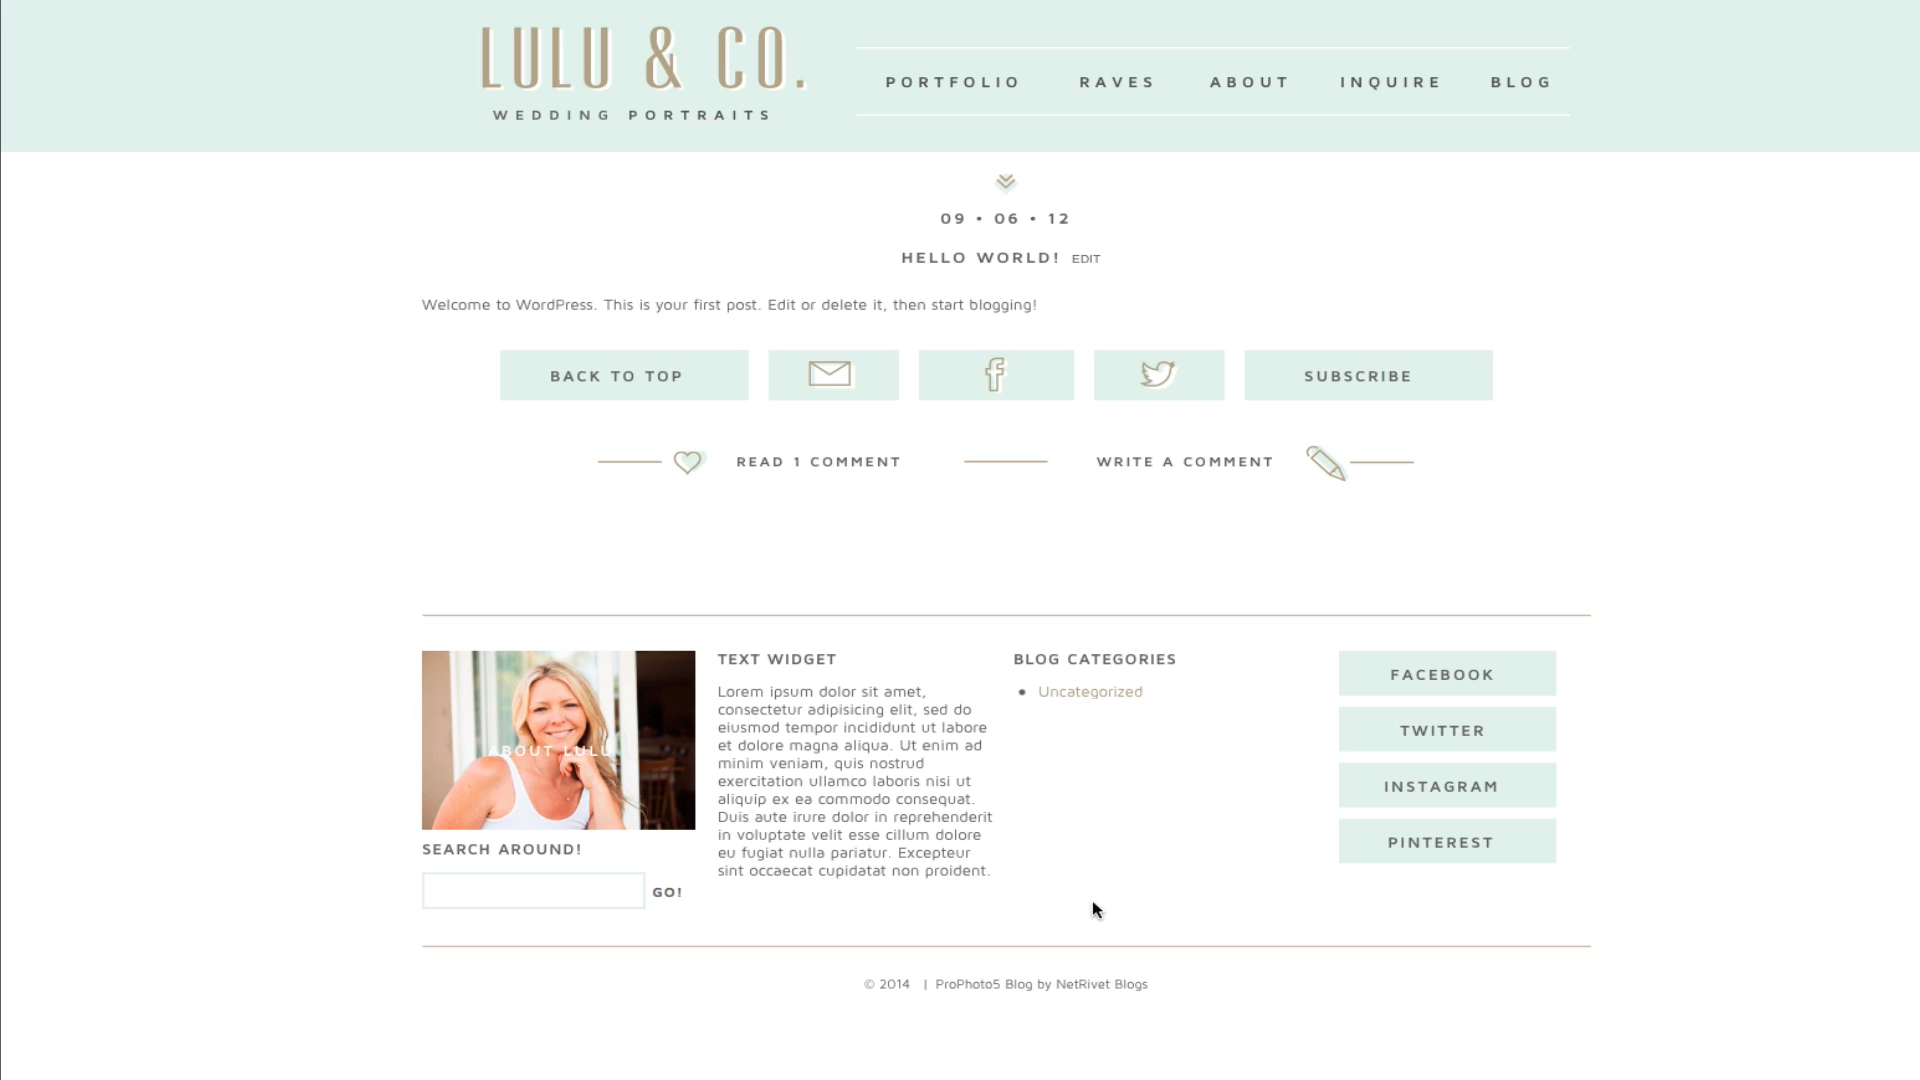 LULU & CO.
WEDDING PORTRAITS
PORTFOLIO RAVES ABOUT INQUIRE BLOG
09 • 06 • 12
HELLO WORLD! EDIT
Welcome to WordPress. This is your first post. Edit or delete it, then start blogging!
BACK TO TOP
SUBSCRIBE
READ 1 COMMENT
WRITE A COMMENT
ABOUT LULU
SEARCH AROUND!
GO!
TEXT WIDGET
Lorem ipsum dolor sit amet,
consectetur adipisicing elit, sed do
eiusmod tempor incididunt ut labore
et dolore magna aliqua. Ut enim ad
minim veniam, quis nostrud
exercitation ullamco laboris nisi ut
aliquip ex ea commodo consequat.
Duis aute irure dolor in reprehenderit
in voluptate velit esse cillum dolore
eu fugiat nulla pariatur. Excepteur
sint occaecat cupidatat non proident.
BLOG CATEGORIES
• Uncategorized
FACEBOOK
TWITTER
INSTAGRAM
PINTEREST
© 2014 | ProPhoto5 Blog by NetRivet Blogs